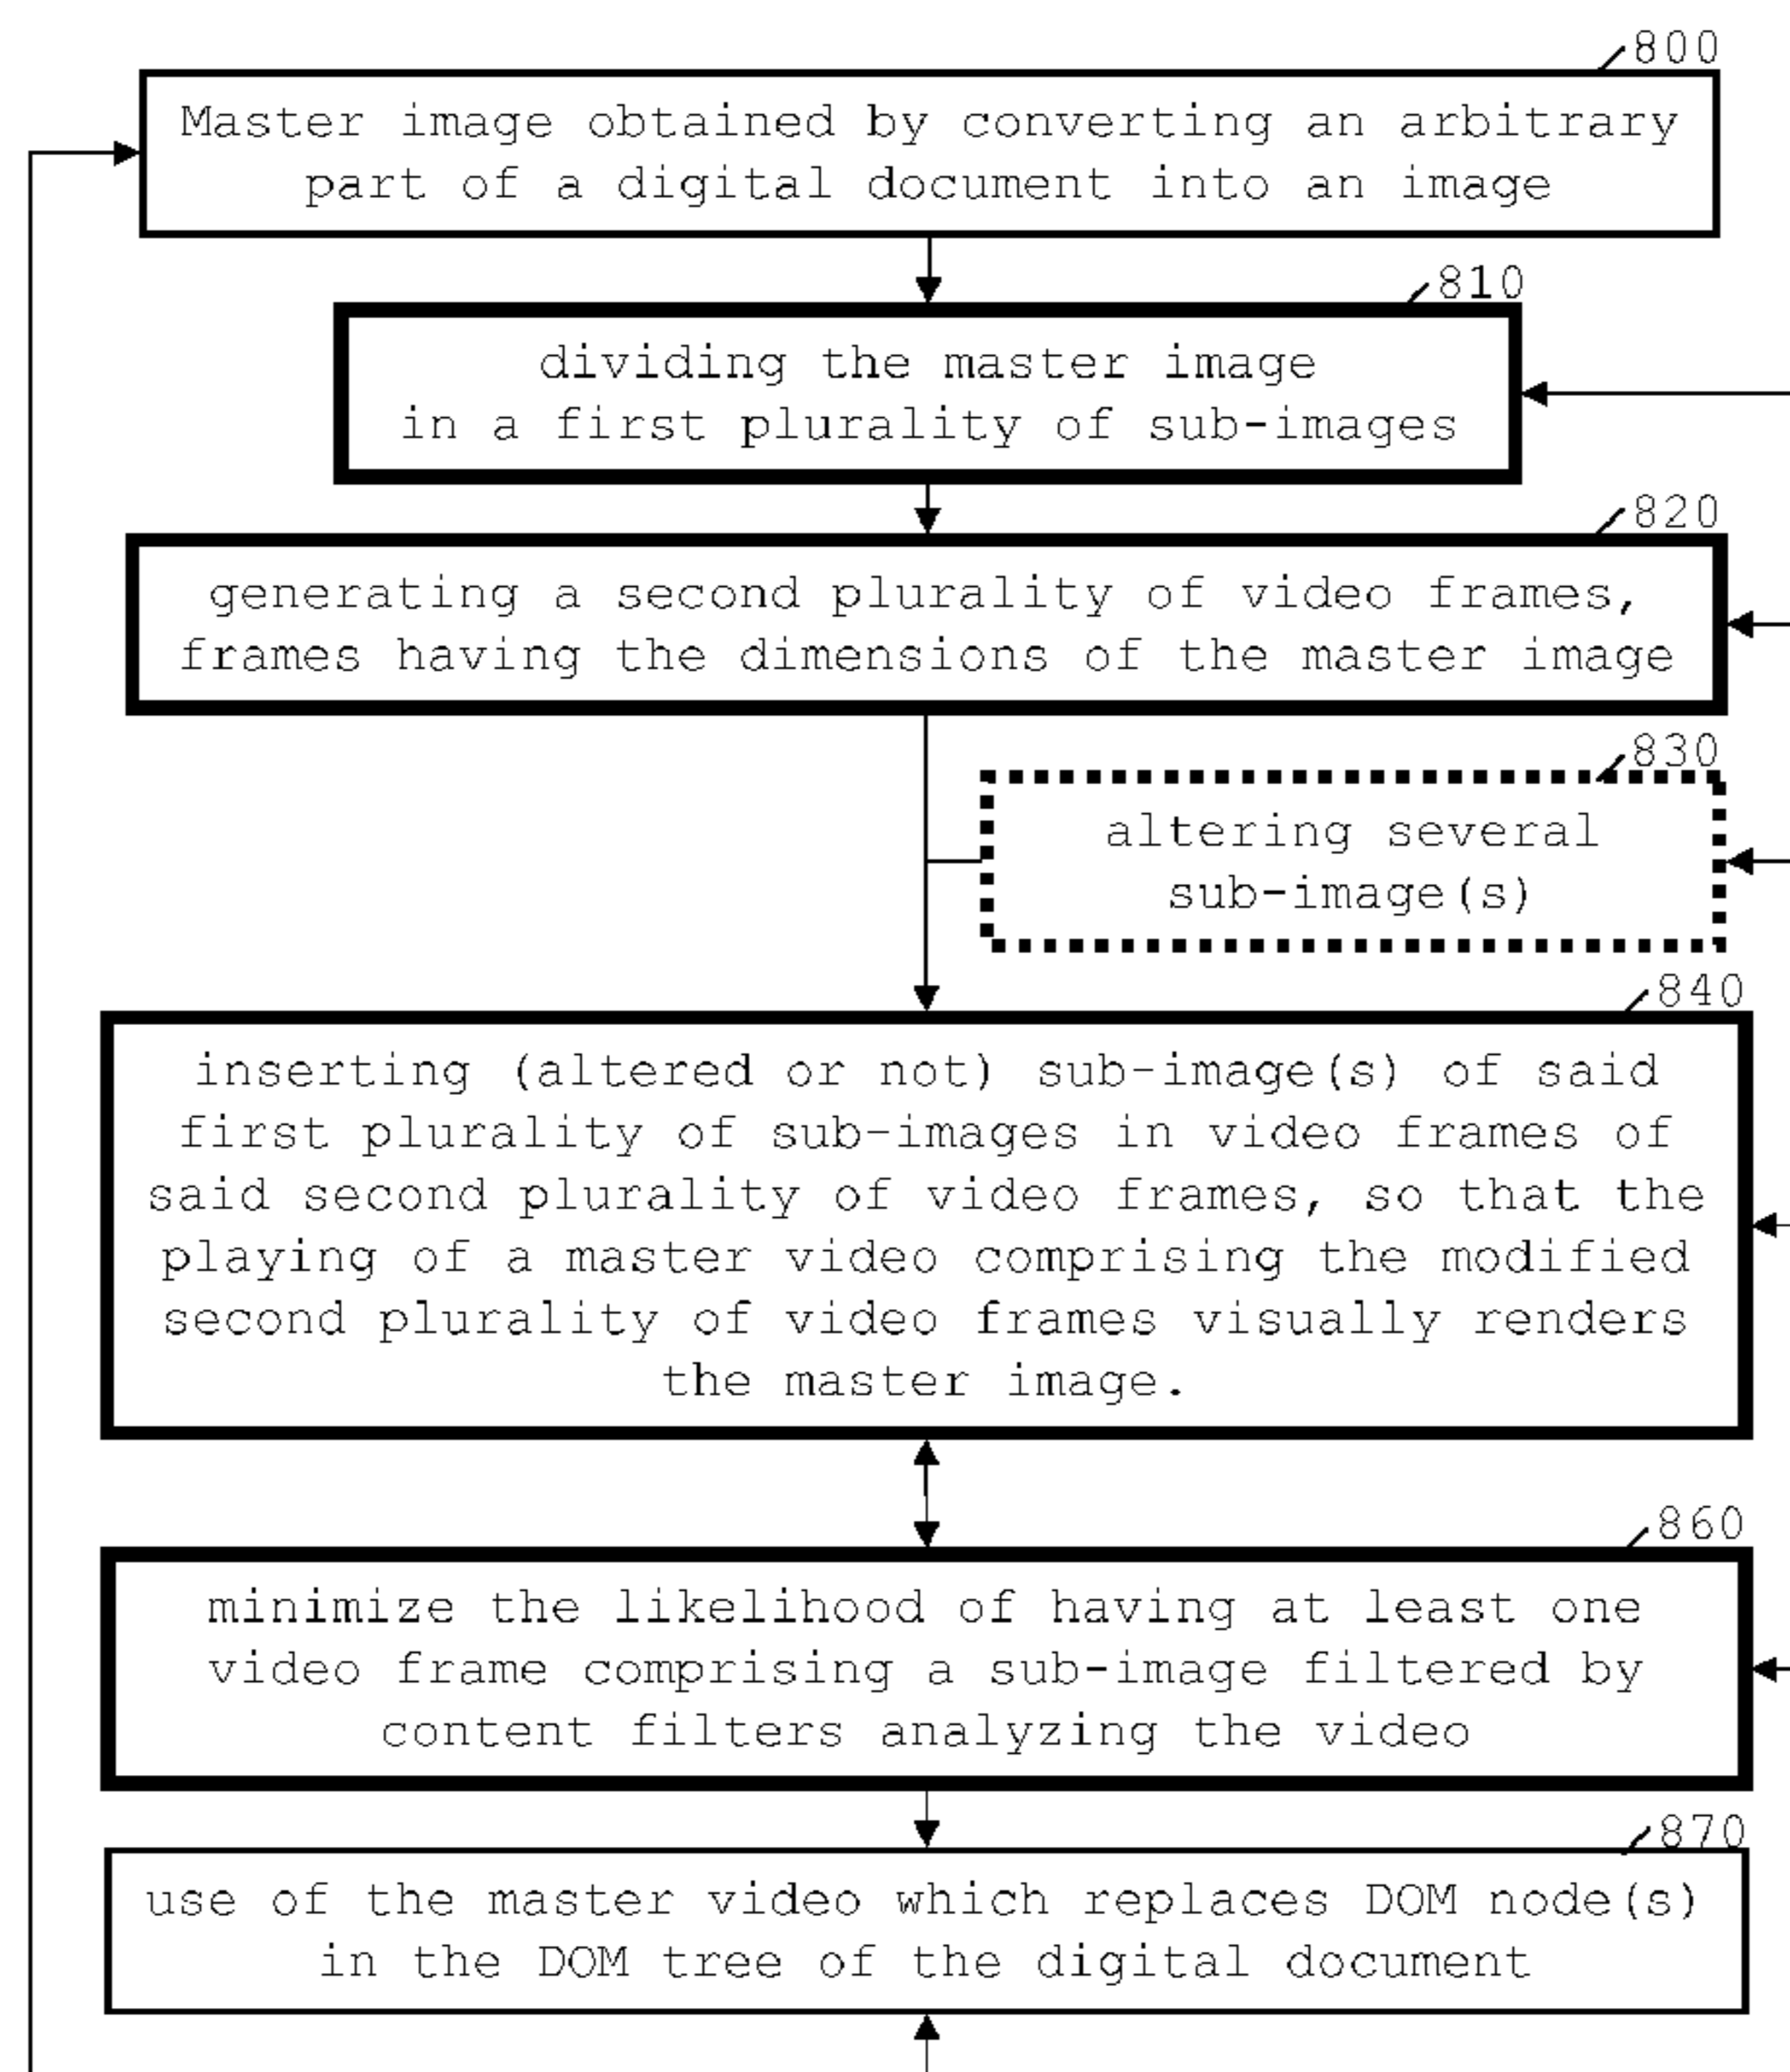 800
Master image obtained by converting an arbitrary
part of a digital document into an image
810
dividing the master image
in a first plurality of sub-images
820
generating a second plurality of video frames,
frames having the dimensions of the master image
830
altering several
sub-image(s)
840
inserting (altered or not) sub-image(s) of said
first plurality of sub-images in video frames of
said second plurality of video frames, so that the
playing of a master video comprising the modified
second plurality of video frames visually renders
the master image.
860
minimize the likelihood of having at least one
video frame comprising a sub-image filtered by
content filters analyzing the video
870
use of the master video which replaces DOM node(s)
in the DOM tree of the digital document